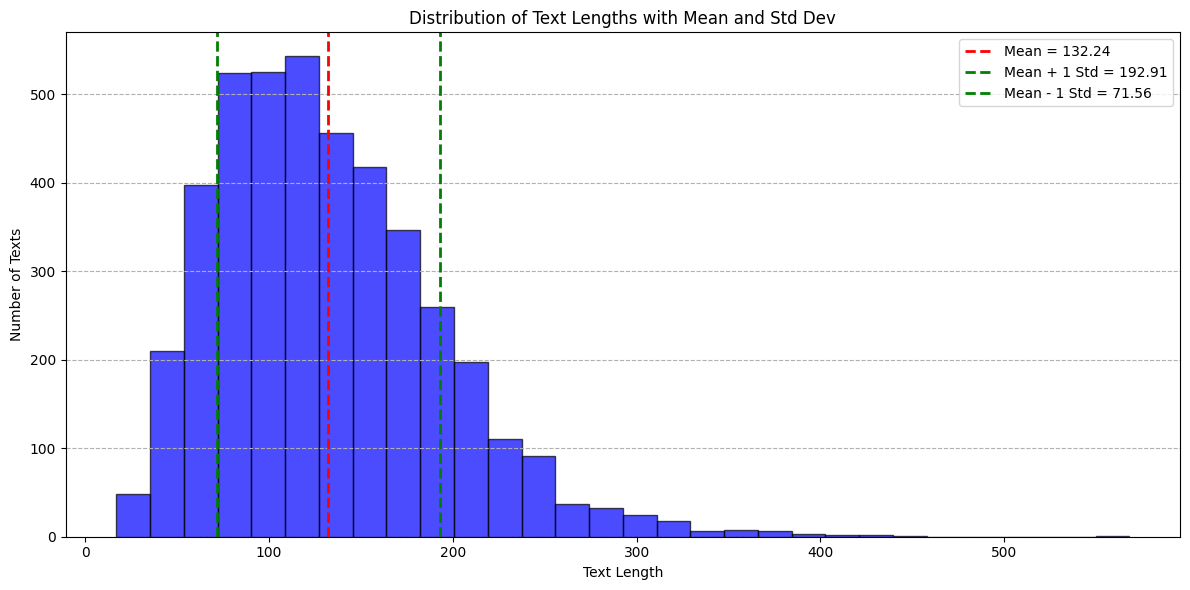 Distribution of Text Lengths with Mean and Std Dev
Mean = 132.24
Mean + 1 Std = 192.91
Mean - 1 Std = 71.56
Number of Texts
500
400
300
200
100
0
0 100 200 300 400 500
Text Length